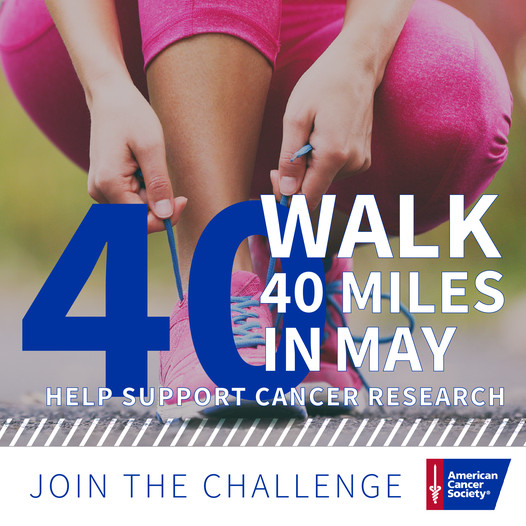 40
WALK
40 MILES
IN MAY
HELP SUPPORT CANCER RESEARCH
JOIN THE CHALLENGE
American
Cancer
Society®